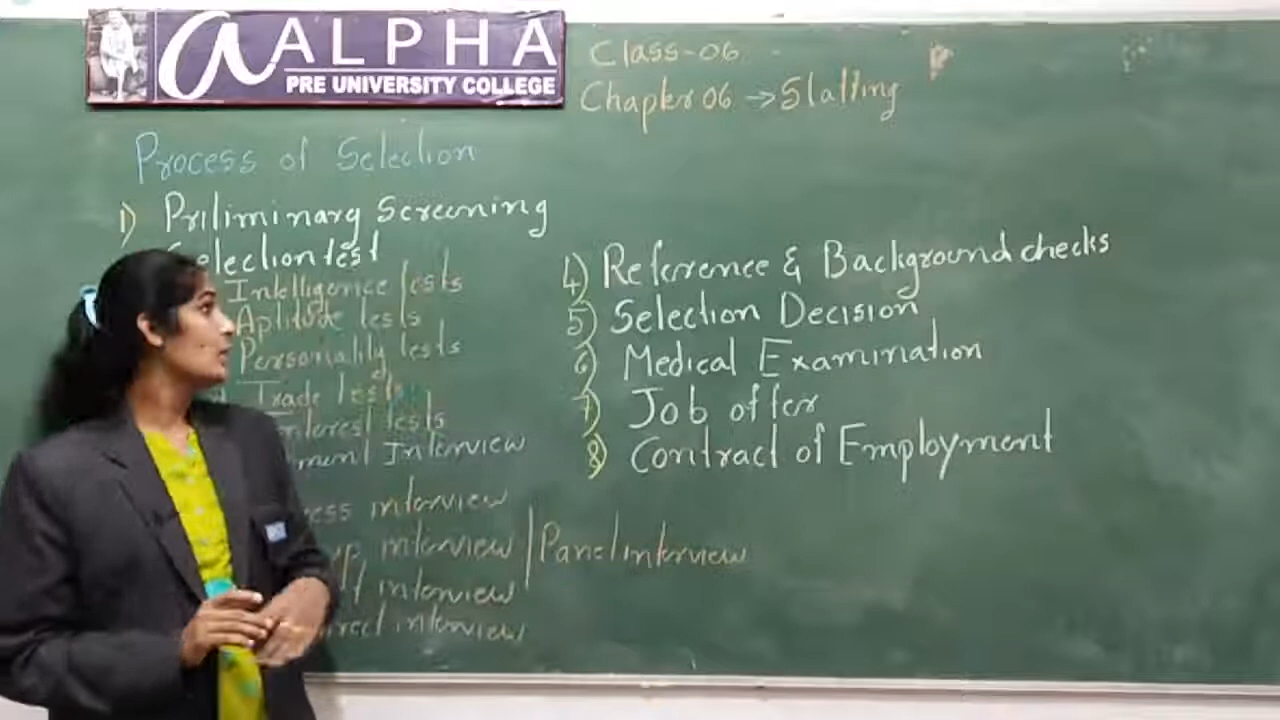 a ALPHA
PRE UNIVERSITY COLLEGE
Class-06
Chapter 06 → Staffing
Process of Selection
1) Priliminary Screening
Selection test
Intelligence tests
Aptitude tests
Personality tests
Trade tests
Interest tests
Interview
interview
interview | Panel interview
interview
interview
4) Reference & Background checks
5) Selection Decision
6) Medical Examination
7) Job offer
8) Contract of Employment